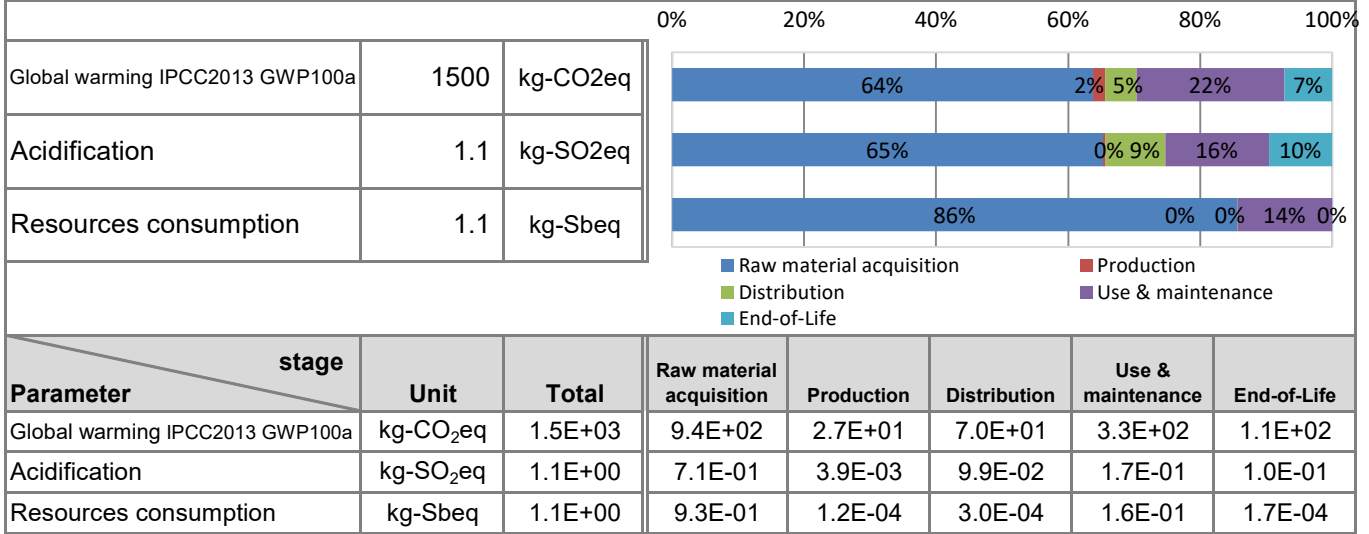 0% 20% 40% 60% 80% 100%
Global warming IPCC2013 GWP100a 1500 kg-CO2eq 64% 2% 5% 22% 7%
Acidification 1.1 kg-SO2eq 65% 0% 9% 16% 10%
Resources consumption 1.1 kg-Sbeq 86% 0% 0% 14% 0%
Raw material acquisition Production
Distribution Use & maintenance
End-of-Life
stage
Parameter Unit Total Raw material acquisition Production Distribution Use & maintenance End-of-Life
Global warming IPCC2013 GWP100a kg-CO₂eq 1.5E+03 9.4E+02 2.7E+01 7.0E+01 3.3E+02 1.1E+02
Acidification kg-SO₂eq 1.1E+00 7.1E-01 3.9E-03 9.9E-02 1.7E-01 1.0E-01
Resources consumption kg-Sbeq 1.1E+00 9.3E-01 1.2E-04 3.0E-04 1.6E-01 1.7E-04